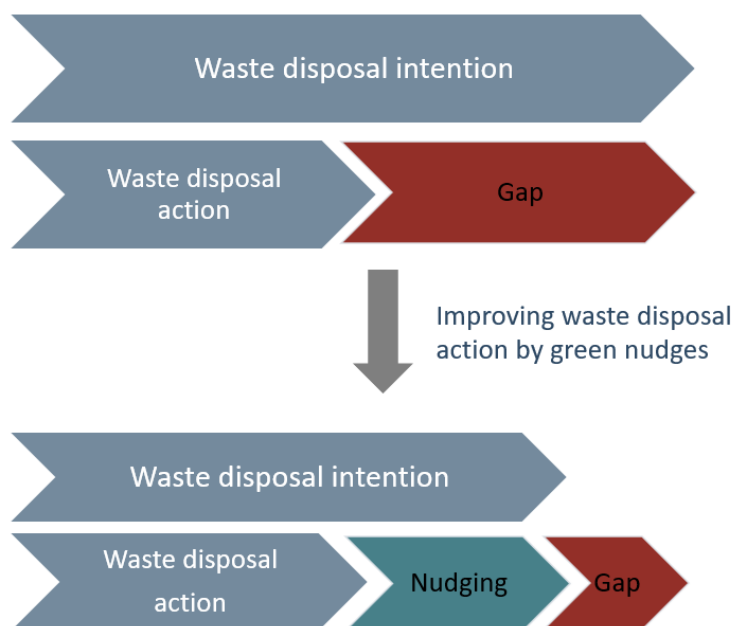 Waste disposal intention
Waste disposal
action
Gap
Improving waste disposal
action by green nudges
Waste disposal intention
Waste disposal
action
Nudging
Gap